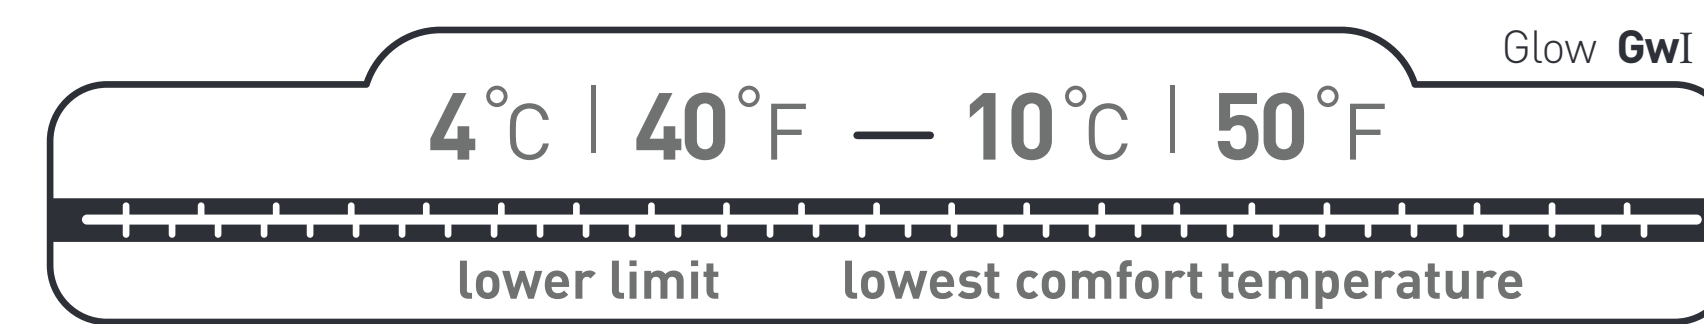 Glow GwI
4°C | 40°F — 10°C | 50°F
lower limit lowest comfort temperature